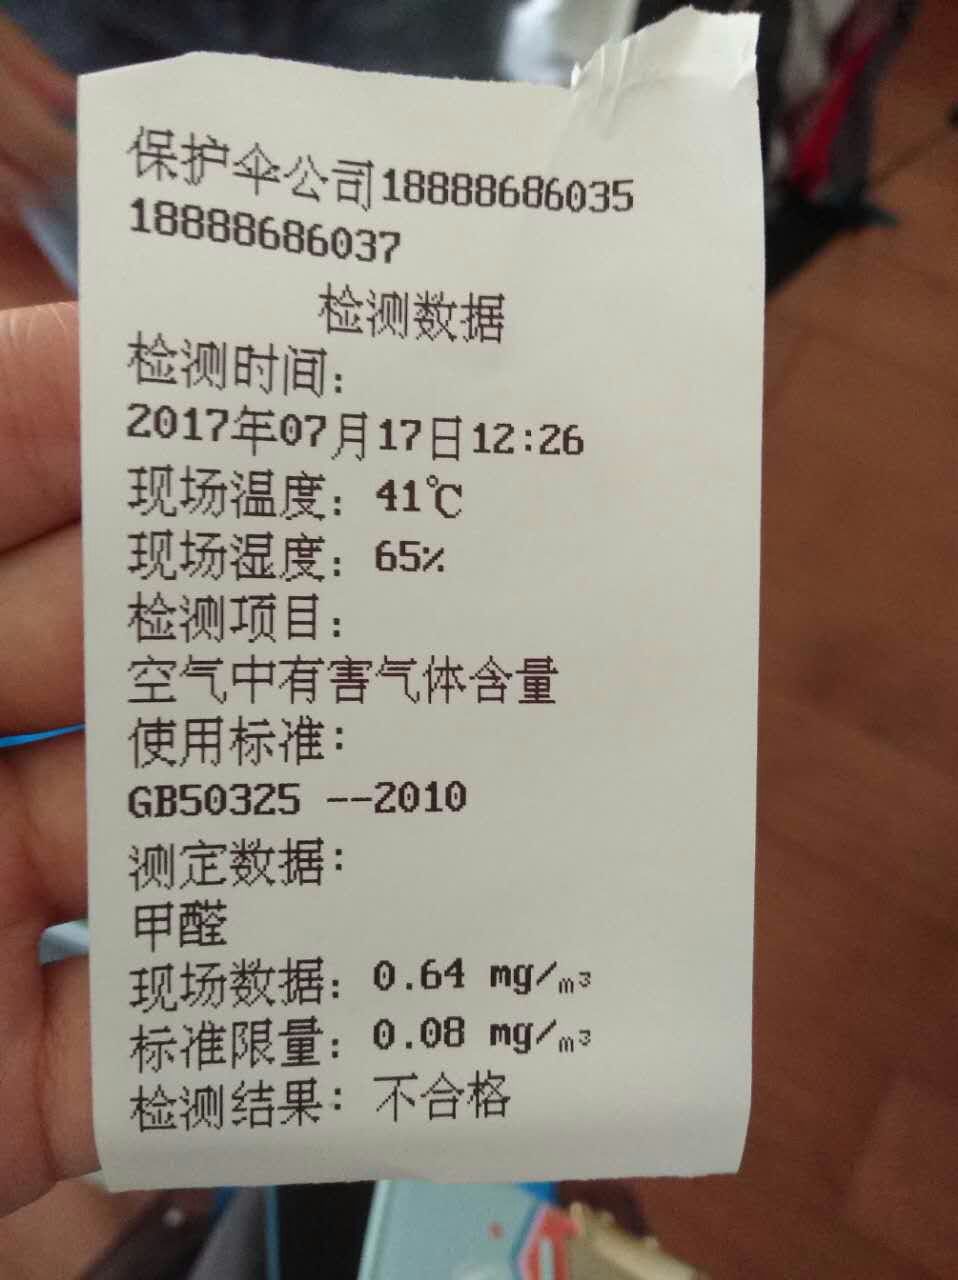 保护伞公司18888686035
18888686037
检测数据
检测时间：
2017年07月17日12:26
现场温度：41℃
现场湿度：65%
检测项目：
空气中有害气体含量
使用标准：
GB50325 --2010
测定数据：
甲醛
现场数据：0.64 mg/m³
标准限量：0.08 mg/m³
检测结果：不合格